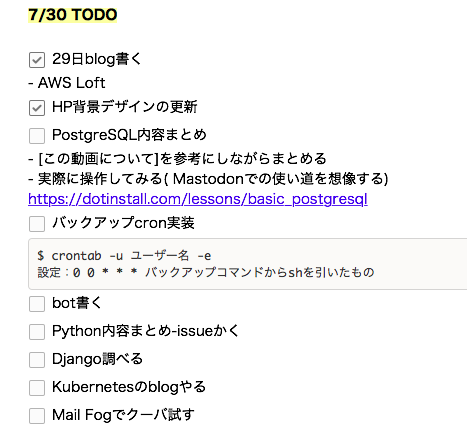 7/30 TODO
29日blog書く
- AWS Loft
HP背景デザインの更新
PostgreSQL内容まとめ
- [この動画について]を参考にしながらまとめる
- 実際に操作してみる( Mastodonでの使い道を想像する)
https://dotinstall.com/lessons/basic_postgresql
バックアップcron実装
$ crontab -u ユーザー名 -e
設定：0 0 * * * バックアップコマンドからshを引いたもの
bot書く
Python内容まとめ-issueかく
Django調べる
Kubernetesのblogやる
Mail Fogでクーバ試す